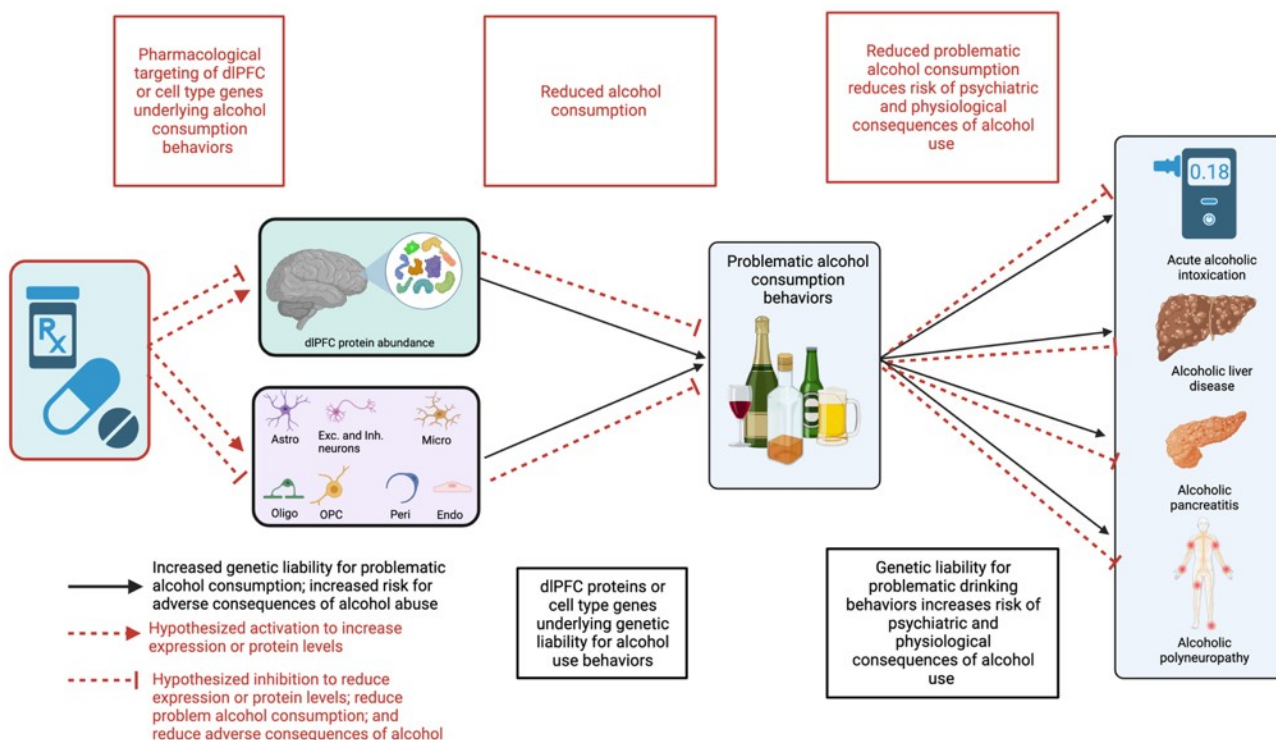 Pharmacological
targeting of dlPFC
or cell type genes
underlying alcohol
consumption
behaviors
Reduced alcohol
consumption
Reduced problematic
alcohol consumption
reduces risk of psychiatric
and physiological
consequences of alcohol
use
0.18
Acute alcoholic
intoxication
Rx
dlPFC protein abundance
Problematic alcohol
consumption
behaviors
Alcoholic liver
disease
Astro
Exc. and Inh.
neurons
Micro
Oligo
OPC
Peri
Endo
Alcoholic
pancreatitis
Increased genetic liability for problematic
alcohol consumption; increased risk for
adverse consequences of alcohol abuse
Hypothesized activation to increase
expression or protein levels
Hypothesized inhibition to reduce
expression or protein levels; reduce
problem alcohol consumption; and
reduce adverse consequences of alcohol
dlPFC proteins or
cell type genes
underlying genetic
liability for alcohol
use behaviors
Genetic liability for
problematic drinking
behaviors increases risk of
psychiatric and
physiological
consequences of alcohol
use
Alcoholic
polyneuropathy